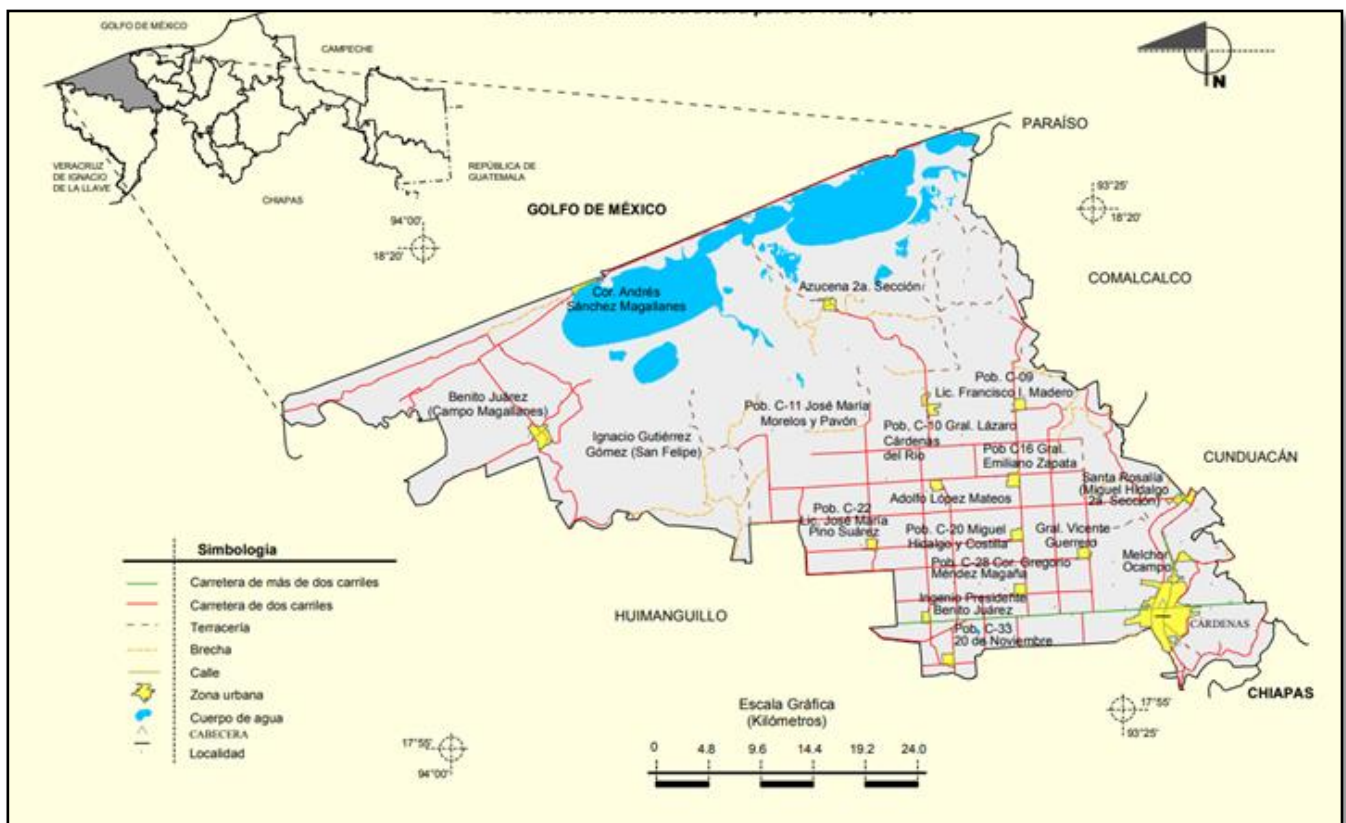 GOLFO DE MÉXICO
CAMPECHE
VERACRUZ
DE IGNACIO
DE LA LLAVE
REPÚBLICA DE
GUATEMALA
CHIAPAS
N
PARAÍSO
93°25'
18°20'
94°00'
18°20'
GOLFO DE MÉXICO
COMALCALCO
Azucena 2a. Sección
Cor. Andrés
Sánchez Magallanes
Benito Juárez
(Campo Magallanes)
Ignacio Gutiérrez
Gómez (San Felipe)
Pob. C-11 José María
Morelos y Pavón
Pob. C-09
Lic. Francisco I. Madero
Pob. C-10 Gral. Lázaro
Cárdenas
del Río
Pob C16 Gral.
Emiliano Zapata
CUNDUACÁN
Santa Rosalía
(Miguel Hidalgo
2a. Sección)
Adolfo López Mateos
Pob. C-22
Lic. José María
Pino Suárez
Pob. C-20 Miguel
Hidalgo y Costilla
Gral. Vicente
Guerrero
Melchor
Ocampo
Pob. C-28 Cor. Gregorio
Méndez Magaña
Ingenio Presidente
Benito Juárez
CÁRDENAS
Pob. C-33
20 de Noviembre
HUIMANGUILLO
CHIAPAS
17°55'
93°25'
Simbología
Carretera de más de dos carriles
Carretera de dos carriles
Terracería
Brecha
Calle
Zona urbana
Cuerpo de agua
CABECERA
Localidad
17°55'
94°00'
Escala Gráfica
(Kilómetros)
0 4.8 9.6 14.4 19.2 24.0